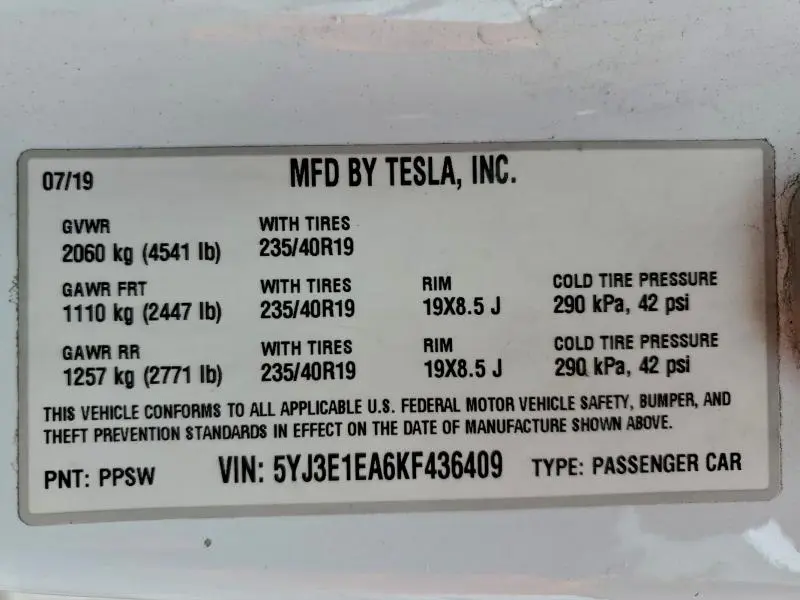 07/19 MFD BY TESLA, INC.
GVWR WITH TIRES
2060 kg (4541 lb) 235/40R19
GAWR FRT WITH TIRES RIM COLD TIRE PRESSURE
1110 kg (2447 lb) 235/40R19 19X8.5 J 290 kPa, 42 psi
GAWR RR WITH TIRES RIM COLD TIRE PRESSURE
1257 kg (2771 lb) 235/40R19 19X8.5 J 290 kPa, 42 psi
THIS VEHICLE CONFORMS TO ALL APPLICABLE U.S. FEDERAL MOTOR VEHICLE SAFETY, BUMPER, AND
THEFT PREVENTION STANDARDS IN EFFECT ON THE DATE OF MANUFACTURE SHOWN ABOVE.
PNT: PPSW VIN: 5YJ3E1EA6KF436409 TYPE: PASSENGER CAR